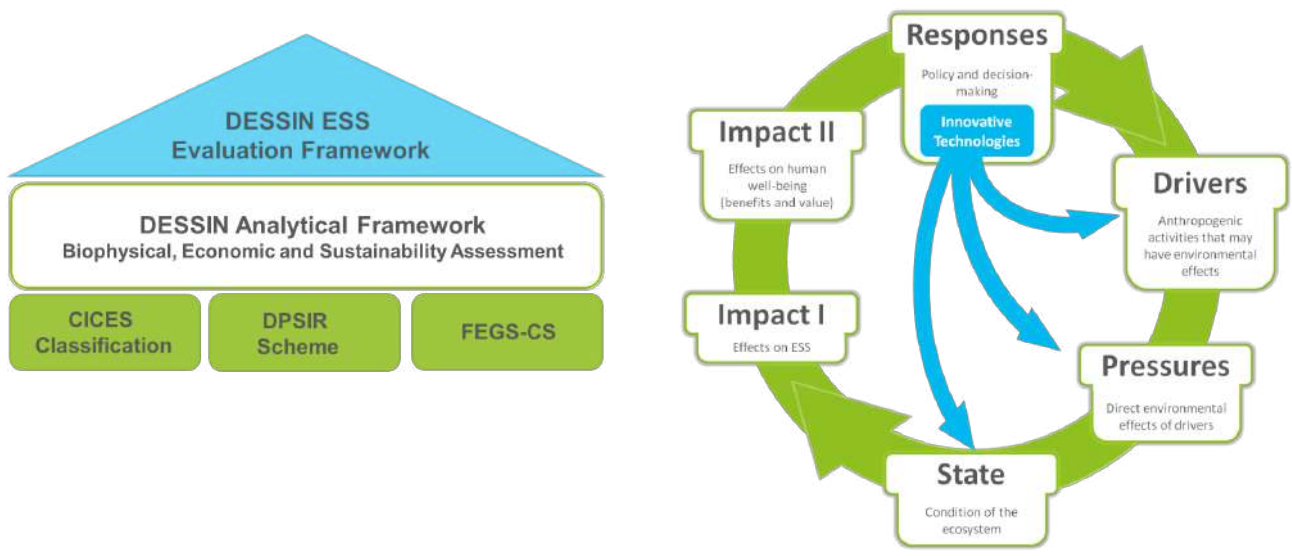 DESSIN ESS
Evaluation Framework
DESSIN Analytical Framework
Biophysical, Economic and Sustainability Assessment
CICES
Classification
DPSIR
Scheme
FEGS-CS
Responses
Policy and decision-
making
Innovative
Technologies
Impact II
Effects on human
well-being
(benefits and value)
Drivers
Anthropogenic
activities that may
have environmental
effects
Impact I
Effects on ESS
Pressures
Direct environmental
effects of drivers
State
Condition of the
ecosystem